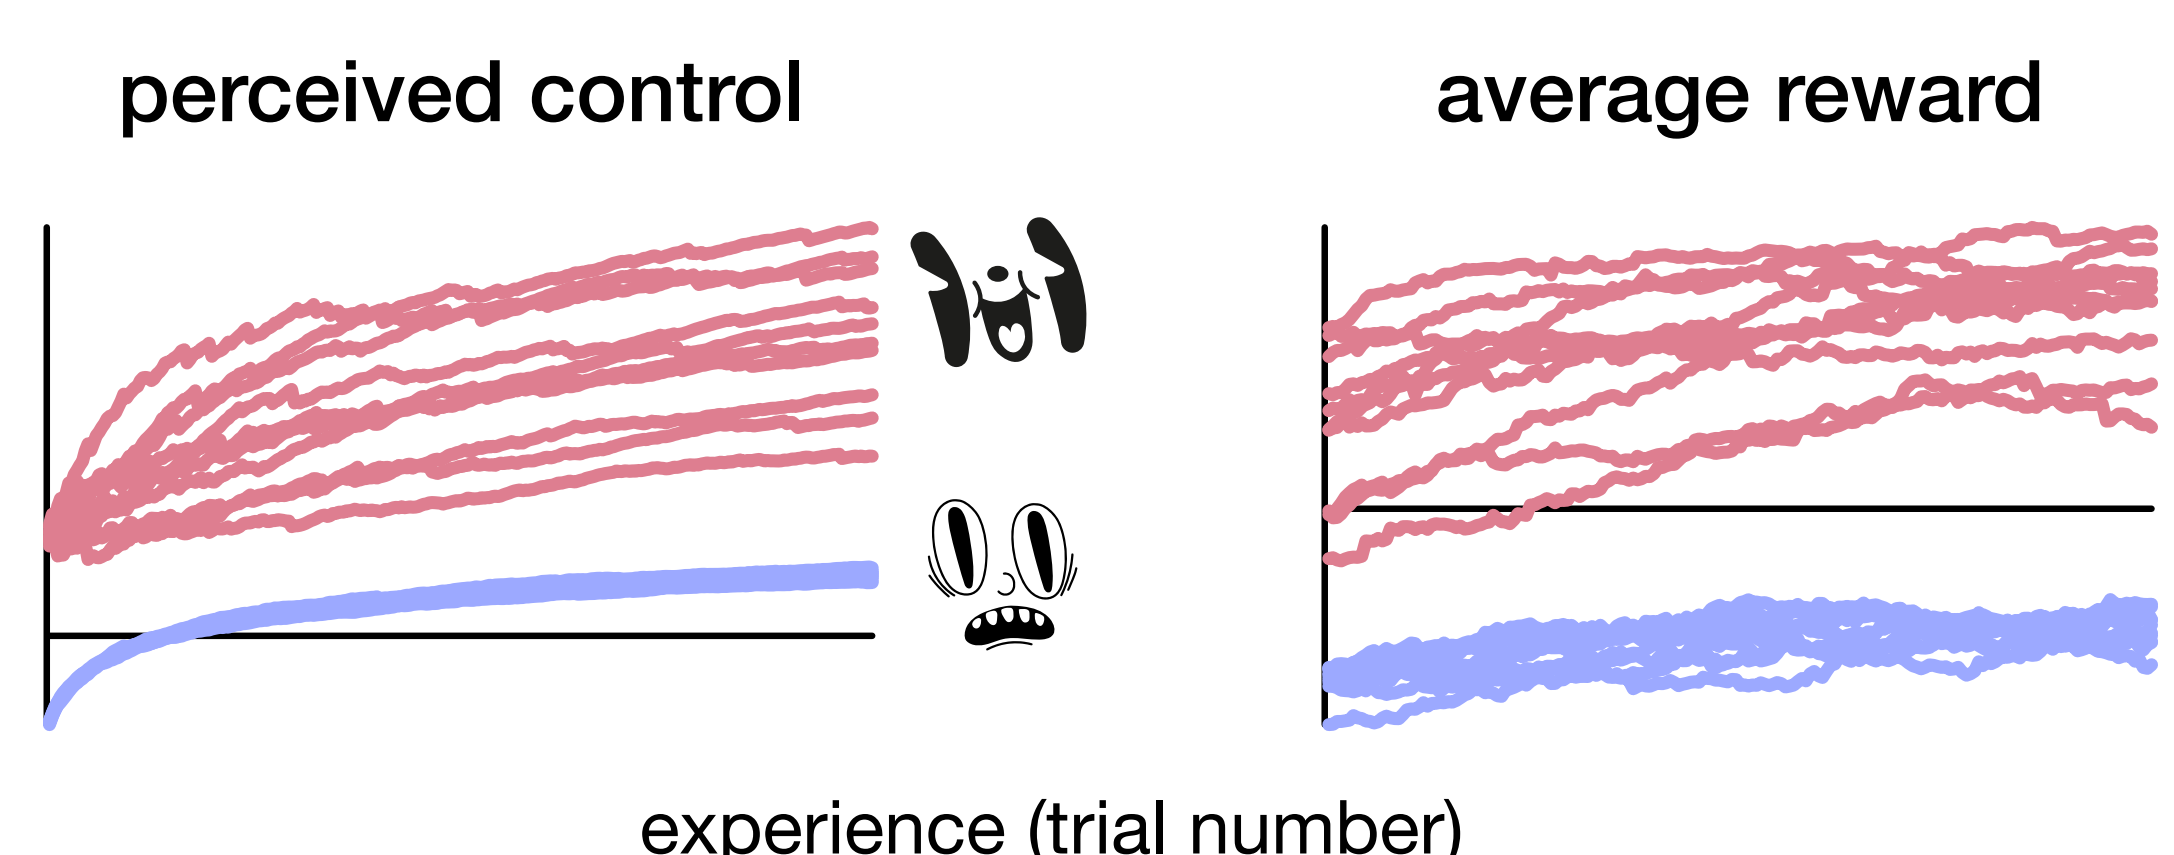 perceived control
average reward
experience (trial number)